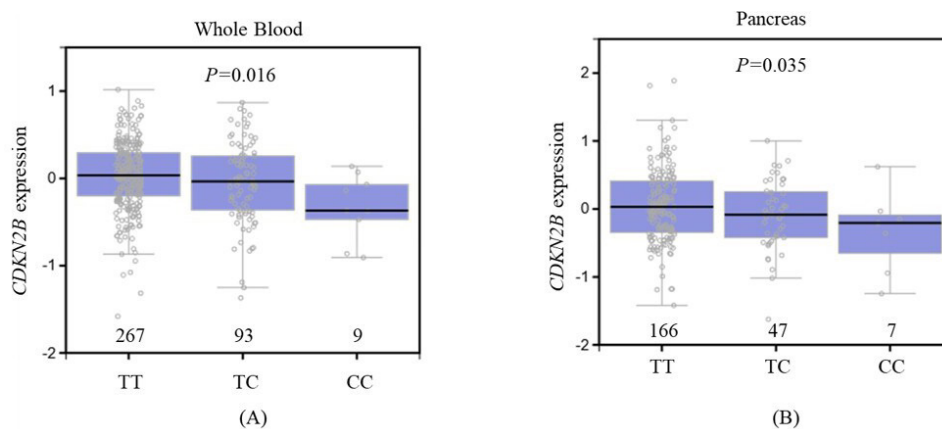 Whole Blood
P=0.016
CDKN2B expression
1
0
-1
-2
267 93 9
TT TC CC
(A)
Pancreas
P=0.035
CDKN2B expression
2
1
0
-1
-2
166 47 7
TT TC CC
(B)